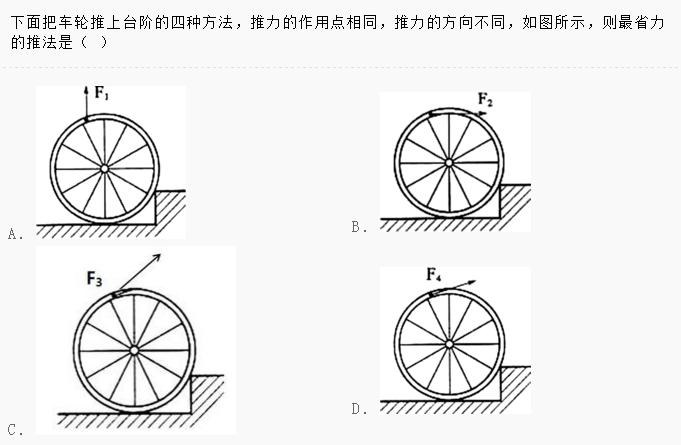 下面把车轮推上台阶的四种方法，推力的作用点相同，推力的方向不同，如图所示，则最省力
的推法是（ ）
F₁
A.
F₂
B.
F₃
C.
F₄
D.